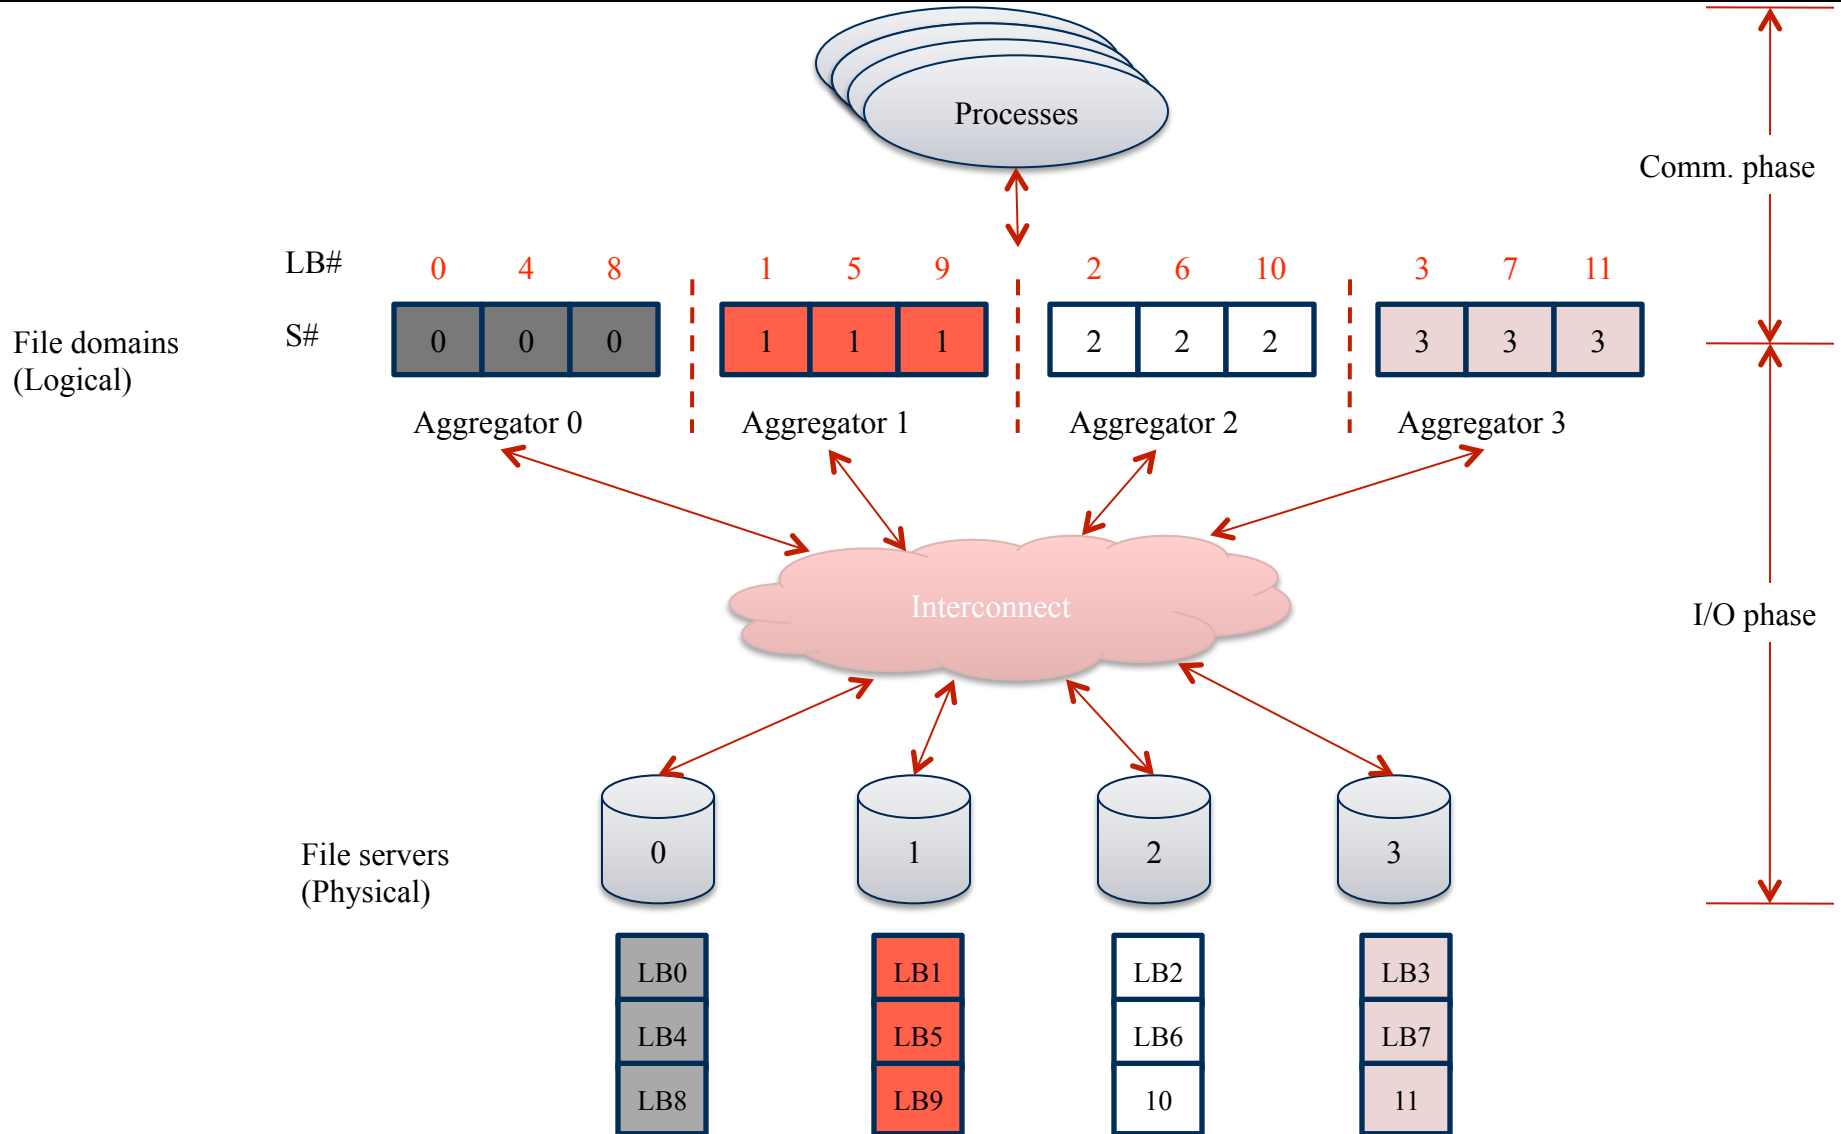 Processes
Comm. phase
LB# 0 4 8 1 5 9 2 6 10 3 7 11
S# 0 0 0 1 1 1 2 2 2 3 3 3
File domains
(Logical)
Aggregator 0 Aggregator 1 Aggregator 2 Aggregator 3
Interconnect
I/O phase
File servers
(Physical)
0 1 2 3
LB0 LB1 LB2 LB3
LB4 LB5 LB6 LB7
LB8 LB9 10 11